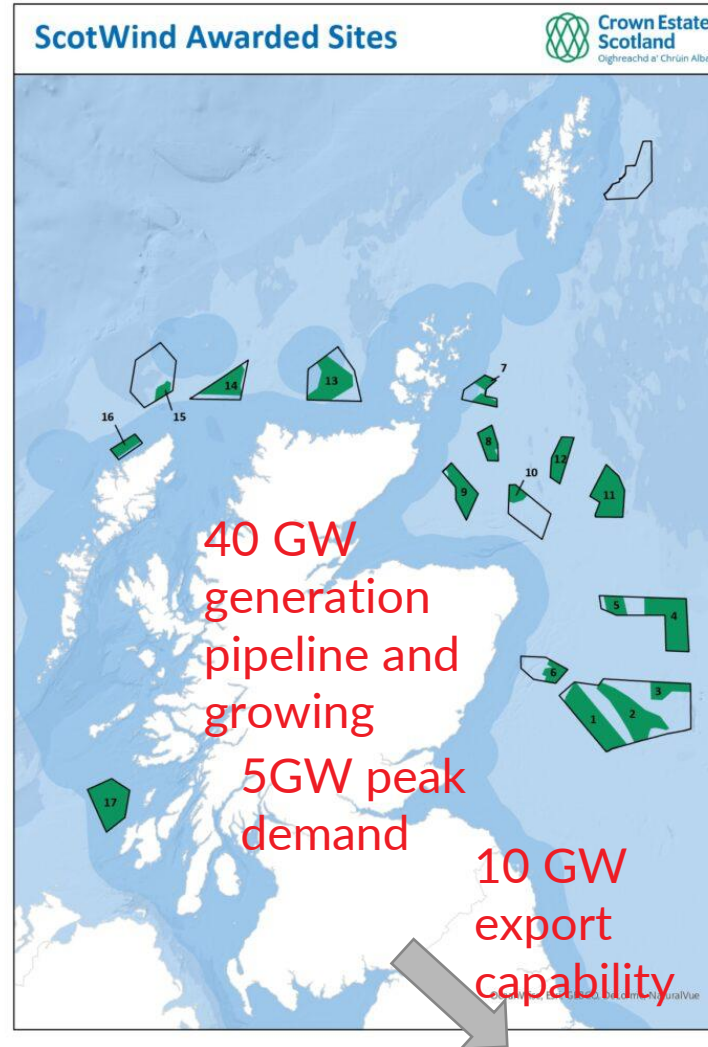 ScotWind Awarded Sites
Crown Estate
Scotland
Oighreachd a' Chrùin Alba
7
13
14
15
16
8
12
10
9
11
40 GW
generation
pipeline and
growing
5
4
6
3
1
2
5GW peak
demand
17
10 GW
export
capability
NaturalVue